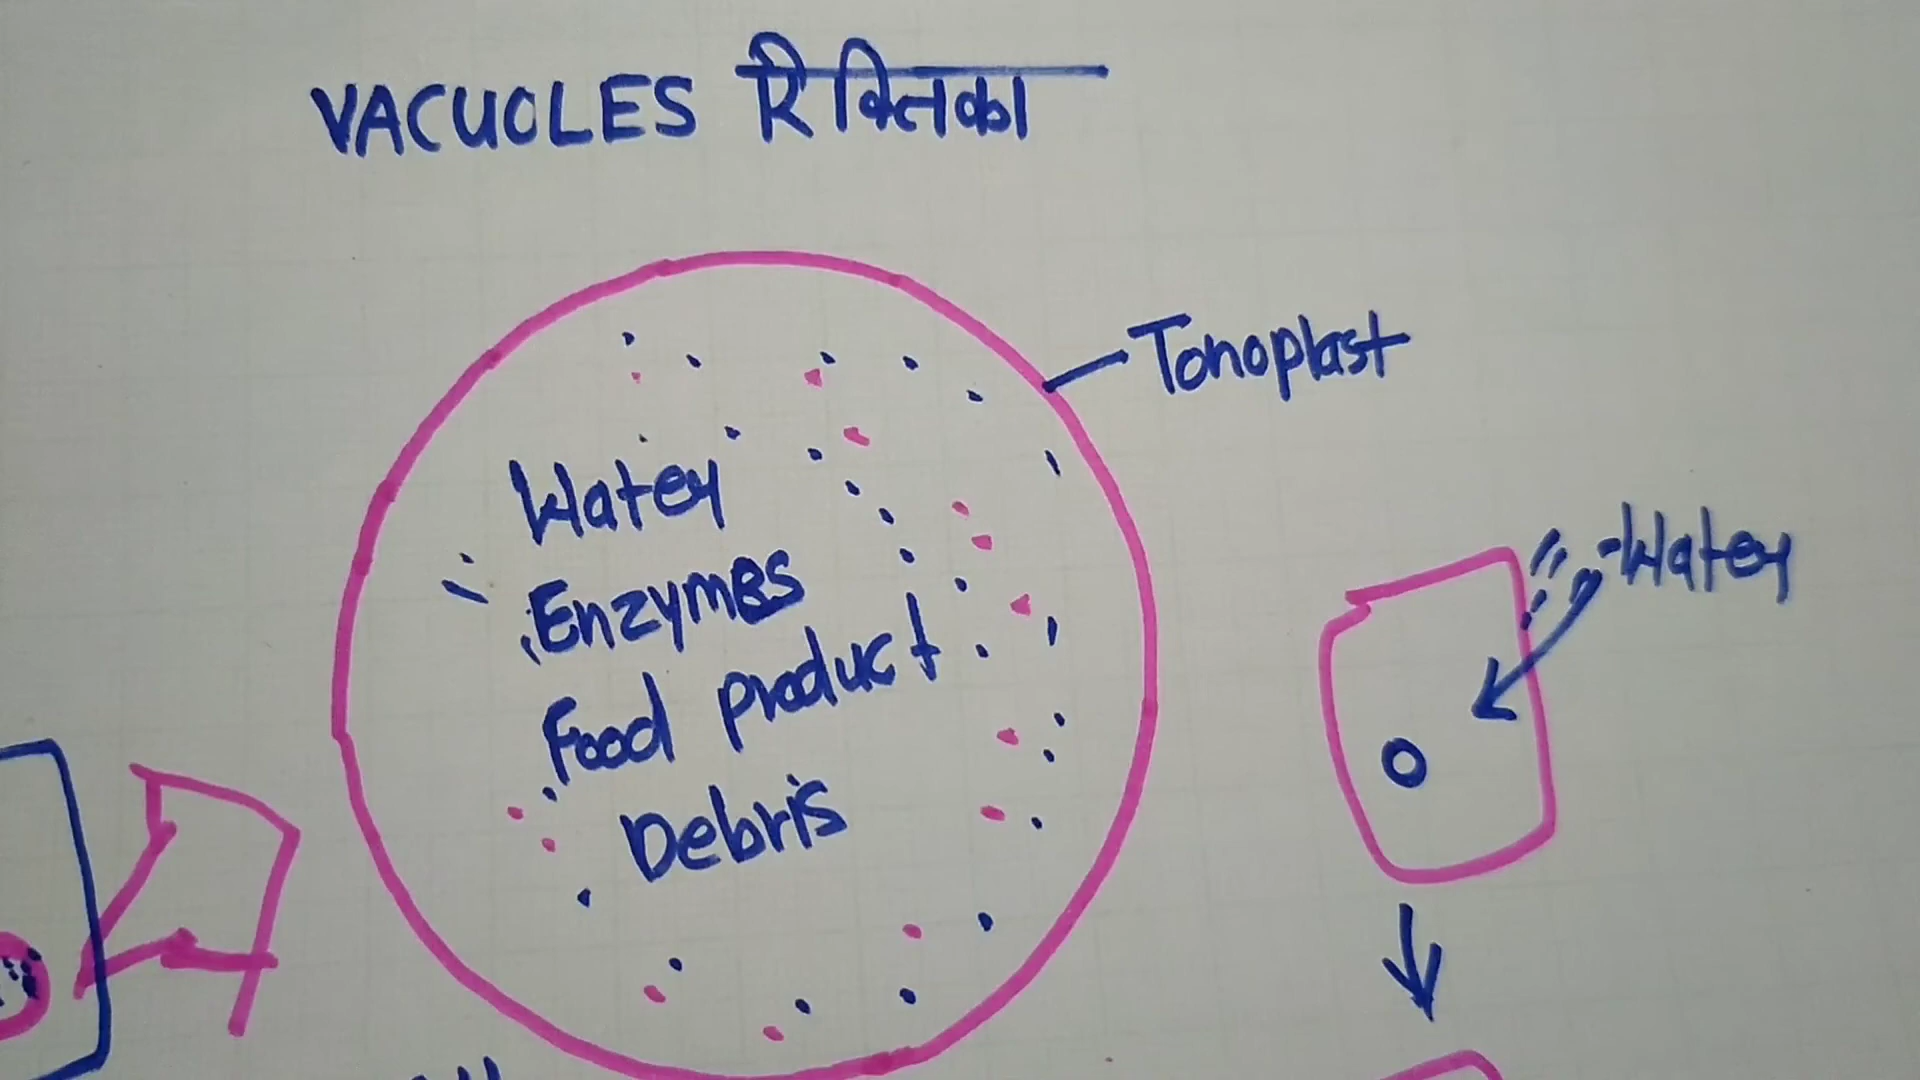 VACUOLES रिक्तिका
Tonoplast
Water
Enzymes
Food product
Debris
Water